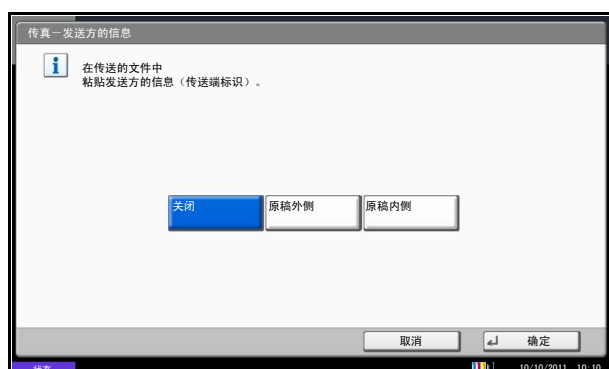 传真－发送方的信息
在传送的文件中
粘贴发送方的信息（传送端标识）。
关闭
原稿外侧
原稿内侧
取消
确定
状态
10/10/2011 10:10